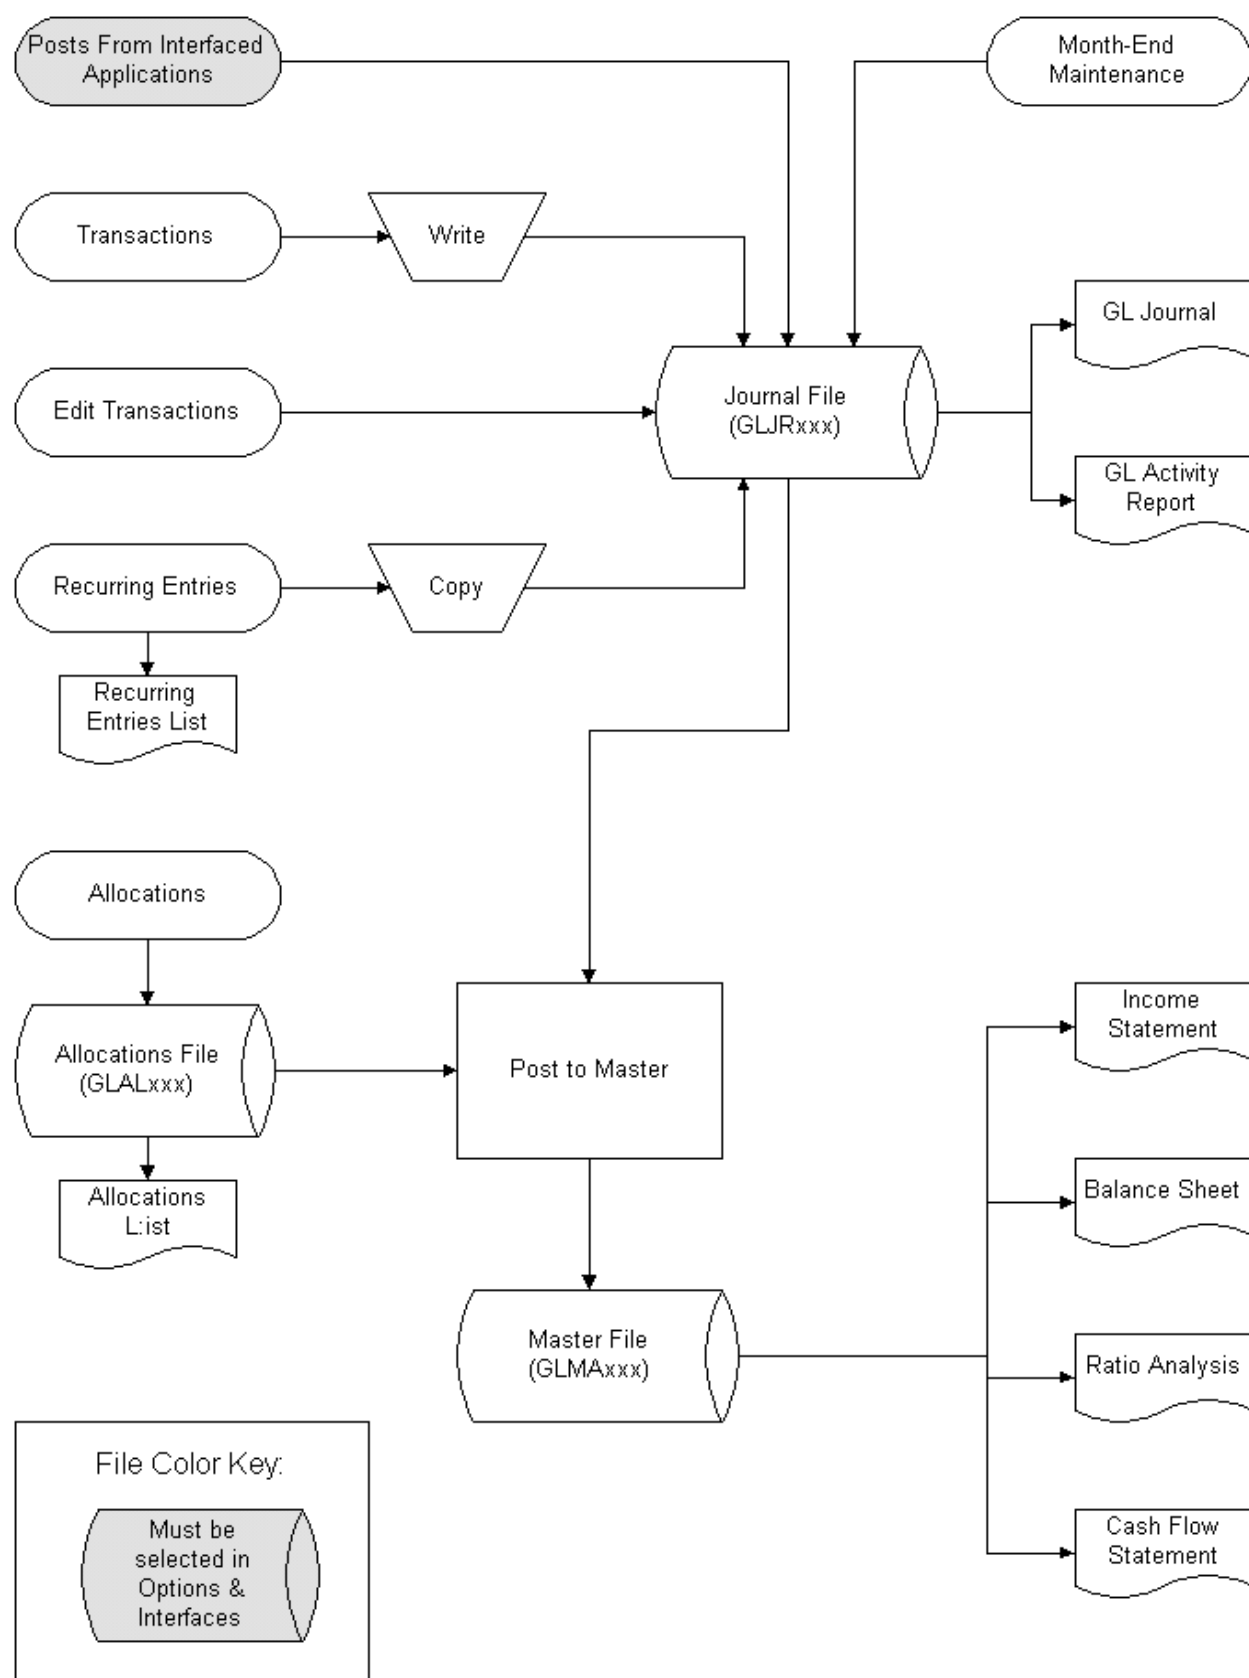 Posts From Interfaced
Applications
Month-End
Maintenance
Transactions
Write
GL Journal
Edit Transactions
Journal File
(GLJRxxx)
GL Activity
Report
Recurring Entries
Copy
Recurring
Entries List
Allocations
Allocations File
(GLALxxx)
Post to Master
Income
Statement
Allocations
L:ist
Balance Sheet
Master File
(GLMAxxx)
Ratio Analysis
File Color Key:
Must be
selected in
Options &
Interfaces
Cash Flow
Statement